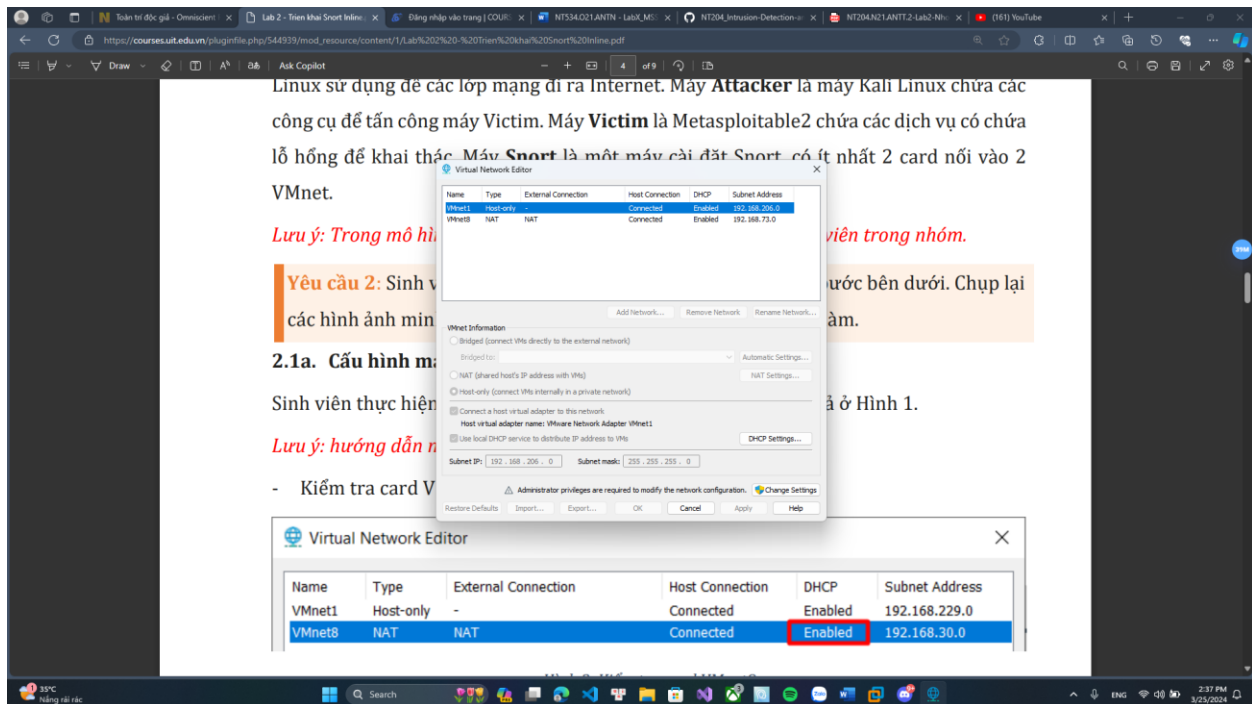 Toàn trí độc giả - Omniscient
Lab 2 - Trien khai Snort Inline
Đăng nhập vào trang | COUR
NT534.O21.ANTN - LabX_MS
NT204_Intrusion-Detection-a
NT204.N21.ANTT.2-Lab2-Nh
(161) YouTube
https://courses.uit.edu.vn/pluginfile.php/544939/mod_resource/content/1/Lab%202%20-%20Trien%20khai%20Snort%20Inline.pdf
Draw
Ask Copilot
4 of 9
Linux sử dụng để các lớp mạng đi ra Internet. Máy Attacker là máy Kali Linux chứa các
công cụ để tấn công máy Victim. Máy Victim là Metasploitable2 chứa các dịch vụ có chứa
lỗ hổng để khai thác. Máy Snort là một máy cài đặt Snort, có ít nhất 2 card nối vào 2
VMnet.
Lưu ý: Trong mô hì
viên trong nhóm.
Yêu cầu 2: Sinh v
ước bên dưới. Chụp lại
các hình ảnh min
àm.
2.1a. Cấu hình m
Sinh viên thực hiện
ả ở Hình 1.
Lưu ý: hướng dẫn
- Kiểm tra card V
Virtual Network Editor
Name Type External Connection Host Connection DHCP Subnet Address
VMnet1 Host-only - Connected Enabled 192.168.206.0
VMnet8 NAT NAT Connected Enabled 192.168.73.0
Add Network... Remove Network Rename Network...
VMnet Information
Bridged (connect VMs directly to the external network)
Bridged to: Automatic Settings...
NAT (shared host's IP address with VMs) NAT Settings...
Host-only (connect VMs internally in a private network)
Connect a host virtual adapter to this network
Host virtual adapter name: VMware Network Adapter VMnet1
Use local DHCP service to distribute IP address to VMs DHCP Settings...
Subnet IP: 192 . 168 . 206 . 0 Subnet mask: 255 . 255 . 255 . 0
Administrator privileges are required to modify the network configuration. Change Settings
Restore Defaults Import... Export... OK Cancel Apply Help
Virtual Network Editor
Name Type External Connection Host Connection DHCP Subnet Address
VMnet1 Host-only - Connected Enabled 192.168.229.0
VMnet8 NAT NAT Connected Enabled 192.168.30.0
35°C
Nắng rải rác
Search
ENG
2:37 PM
3/25/2024